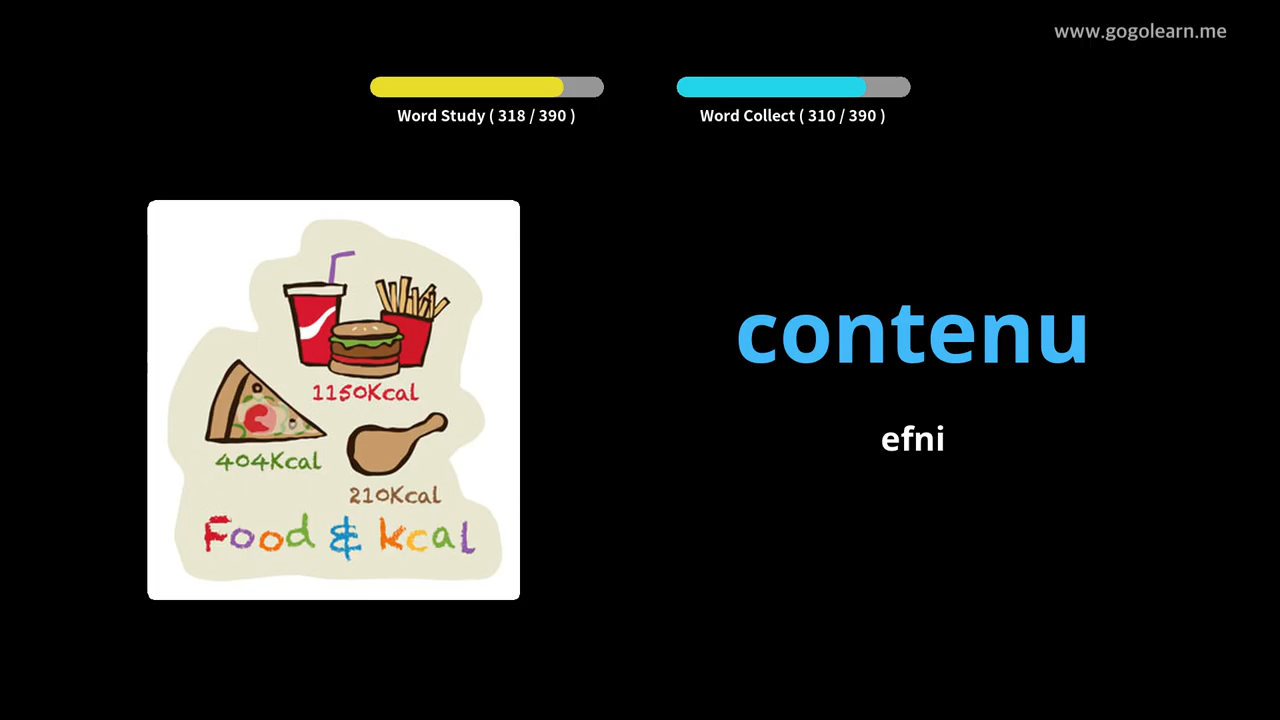 www.gogolearn.me
Word Study ( 318 / 390 )
Word Collect ( 310 / 390 )
1150Kcal
404Kcal
210Kcal
Food & kcal
contenu
efni